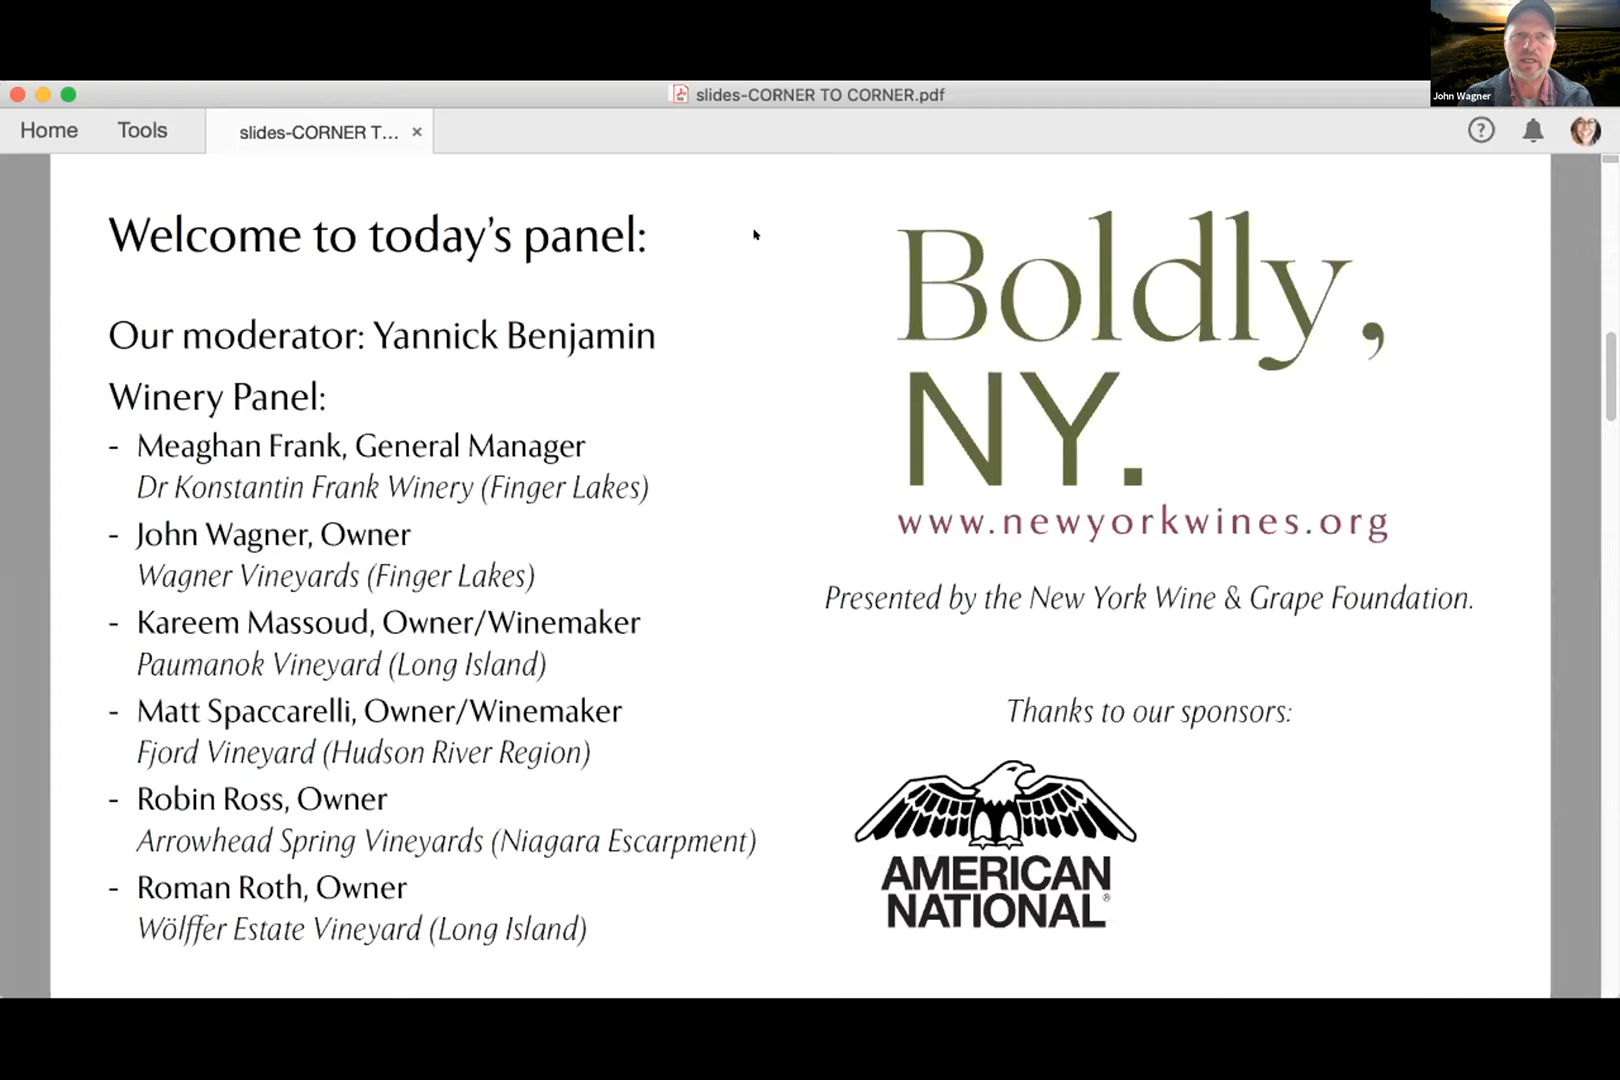 slides-CORNER TO CORNER.pdf
John Wagner
Home
Tools
slides-CORNER T... ×
?
Welcome to today's panel:
Our moderator: Yannick Benjamin
Winery Panel:
- Meaghan Frank, General Manager
Dr Konstantin Frank Winery (Finger Lakes)
- John Wagner, Owner
Wagner Vineyards (Finger Lakes)
- Kareem Massoud, Owner/Winemaker
Paumanok Vineyard (Long Island)
- Matt Spaccarelli, Owner/Winemaker
Fjord Vineyard (Hudson River Region)
- Robin Ross, Owner
Arrowhead Spring Vineyards (Niagara Escarpment)
- Roman Roth, Owner
Wölffer Estate Vineyard (Long Island)
Boldly,
NY.
www.newyorkwines.org
Presented by the New York Wine & Grape Foundation.
Thanks to our sponsors:
AMERICAN
NATIONAL®